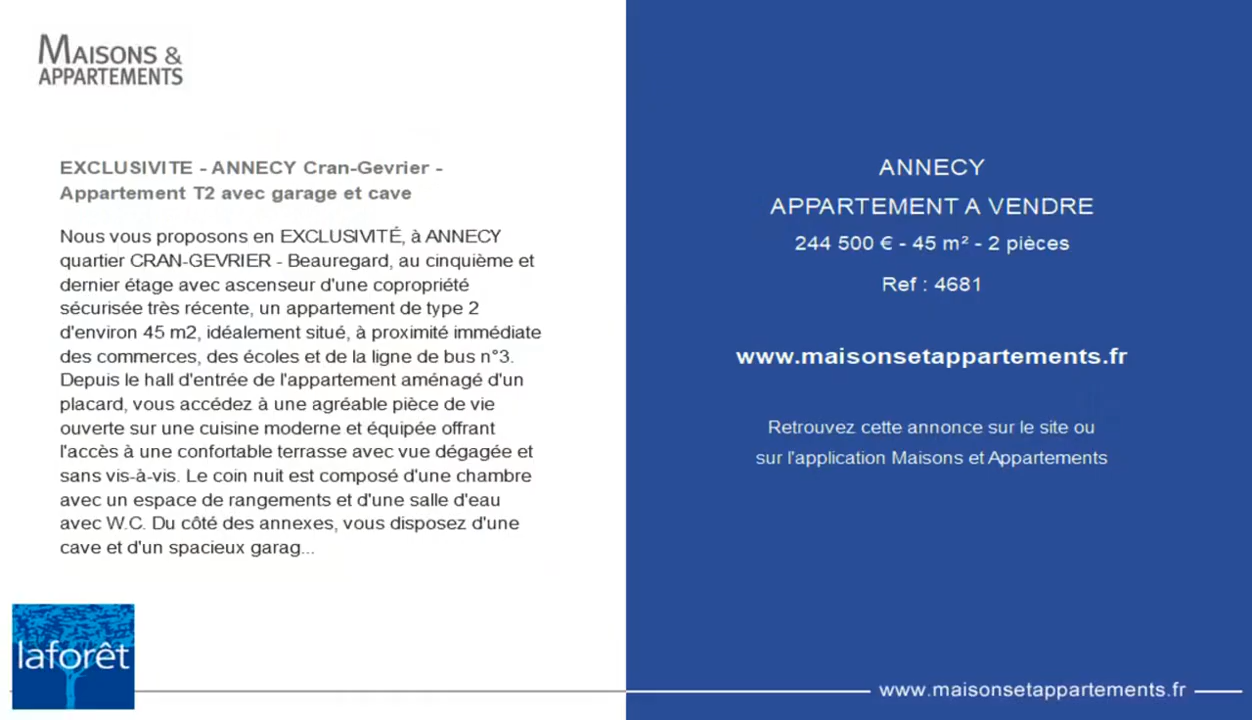 MAISONS &
APPARTEMENTS
EXCLUSIVITE - ANNECY Cran-Gevrier -
Appartement T2 avec garage et cave
Nous vous proposons en EXCLUSIVITÉ, à ANNECY
quartier CRAN-GEVRIER - Beauregard, au cinquième et
dernier étage avec ascenseur d'une copropriété
sécurisée très récente, un appartement de type 2
d'environ 45 m2, idéalement situé, à proximité immédiate
des commerces, des écoles et de la ligne de bus n°3.
Depuis le hall d'entrée de l'appartement aménagé d'un
placard, vous accédez à une agréable pièce de vie
ouverte sur une cuisine moderne et équipée offrant
l'accès à une confortable terrasse avec vue dégagée et
sans vis-à-vis. Le coin nuit est composé d'une chambre
avec un espace de rangements et d'une salle d'eau
avec W.C. Du côté des annexes, vous disposez d'une
cave et d'un spacieux garag...
laforêt
ANNECY
APPARTEMENT A VENDRE
244 500 € - 45 m² - 2 pièces
Ref : 4681
www.maisonsetappartements.fr
Retrouvez cette annonce sur le site ou
sur l'application Maisons et Appartements
www.maisonsetappartements.fr